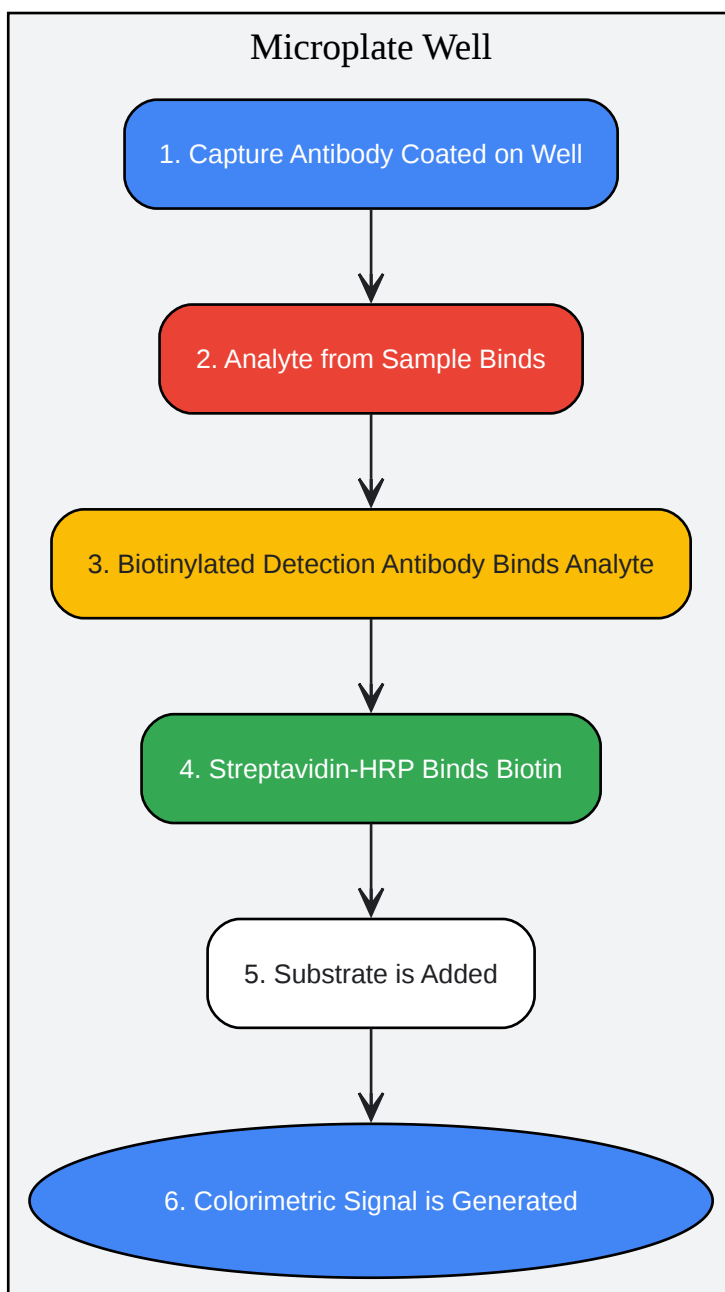 Microplate Well
1. Capture Antibody Coated on Well
2. Analyte from Sample Binds
3. Biotinylated Detection Antibody Binds Analyte
4. Streptavidin-HRP Binds Biotin
5. Substrate is Added
6. Colorimetric Signal is Generated